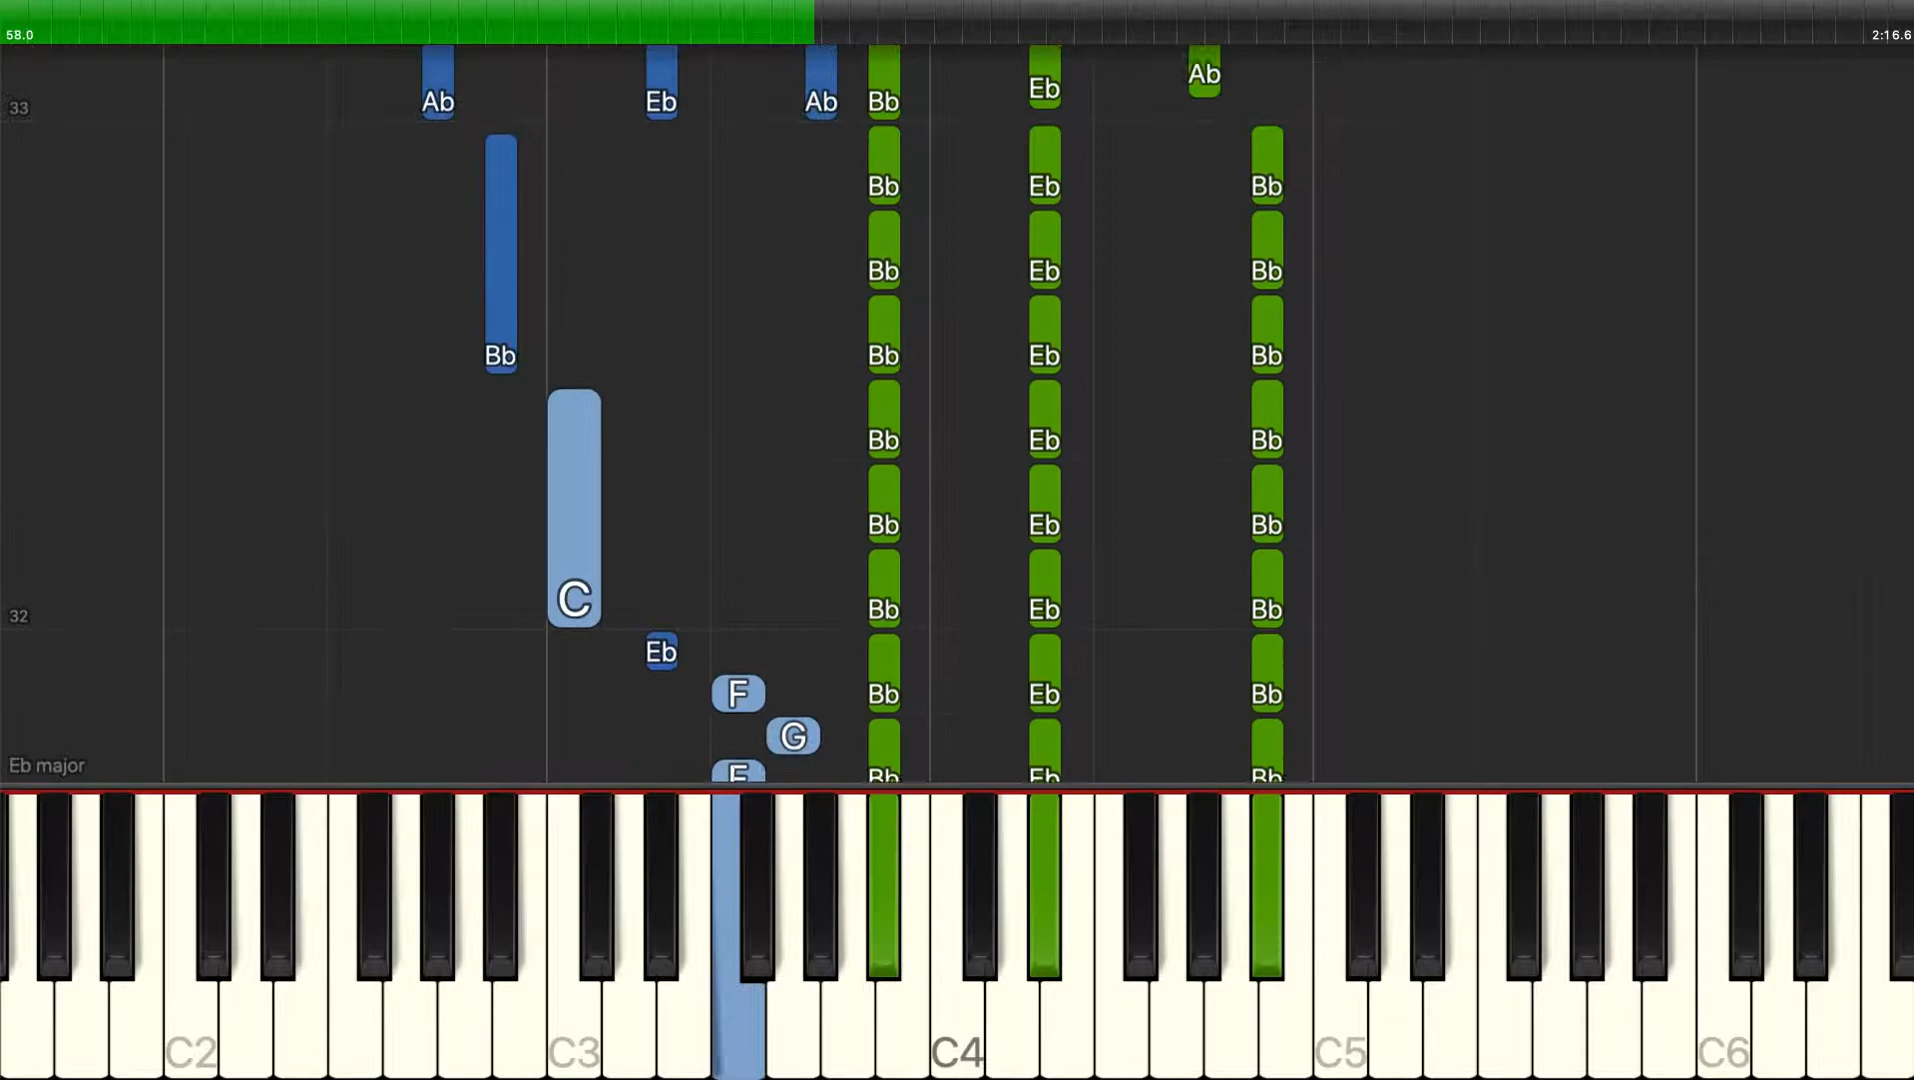 58.0
2:16.6
Ab
Ab Eb Ab Bb Eb
33
Bb Eb Bb
Bb Eb Bb
Bb Bb Eb Bb
Bb Eb Bb
Bb Eb Bb
C Bb Eb Bb
32
Eb
F Bb Eb Bb
G
Eb major
F Bb Eb Bb
C2 C3 C4 C5 C6